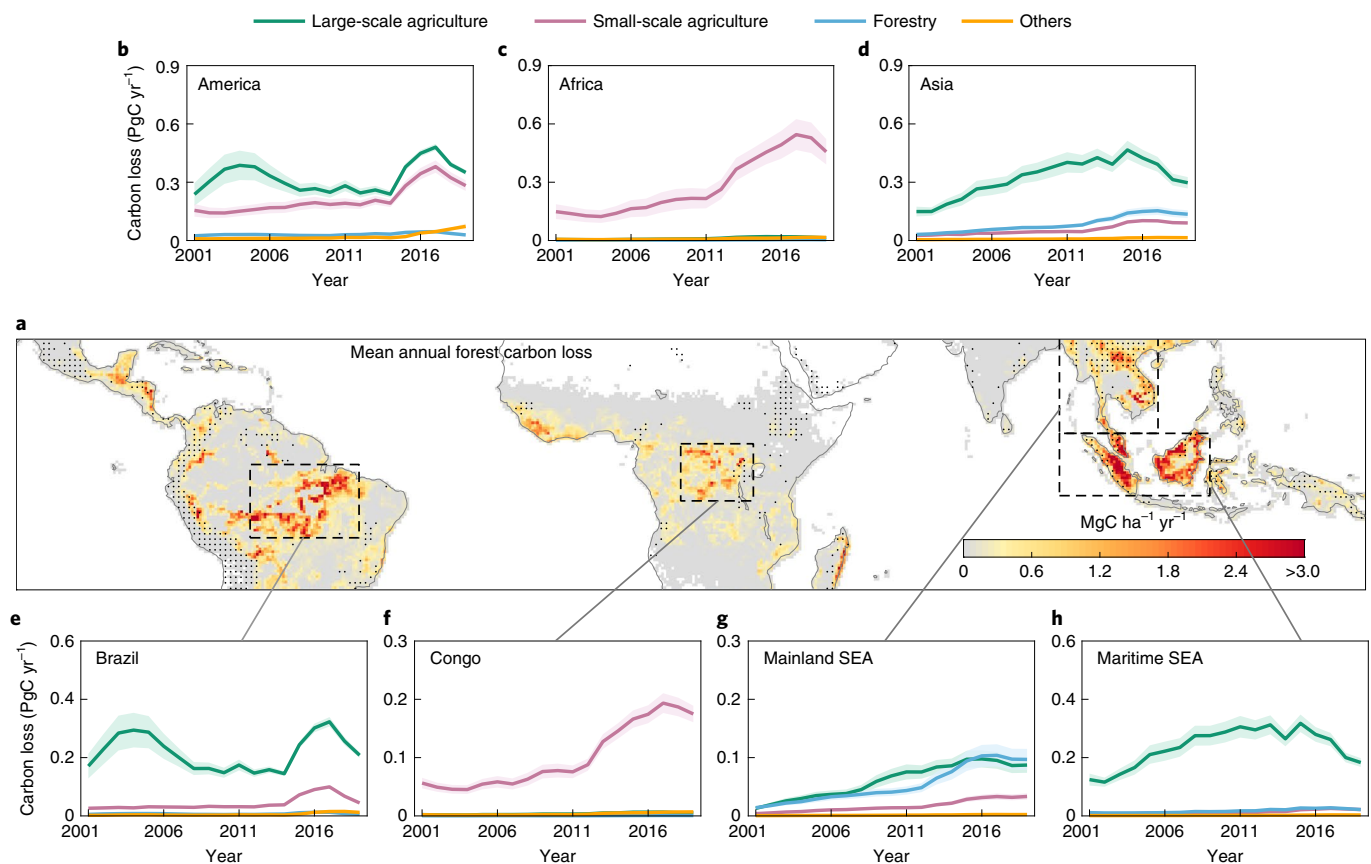 Large-scale agriculture Small-scale agriculture Forestry Others
b c d
America Africa Asia
Carbon loss (PgC yr⁻¹)
0.9 0.9 0.9
0.6 0.6 0.6
0.3 0.3 0.3
0 0 0
2001 2006 2011 2016 2001 2006 2011 2016 2001 2006 2011 2016
Year Year Year
a
Mean annual forest carbon loss
MgC ha⁻¹ yr⁻¹
0 0.6 1.2 1.8 2.4 >3.0
e f g h
Brazil Congo Mainland SEA Maritime SEA
Carbon loss (PgC yr⁻¹)
0.6 0.3 0.3 0.6
0.4 0.2 0.2 0.4
0.2 0.1 0.1 0.2
0 0 0 0
2001 2006 2011 2016 2001 2006 2011 2016 2001 2006 2011 2016 2001 2006 2011 2016
Year Year Year Year